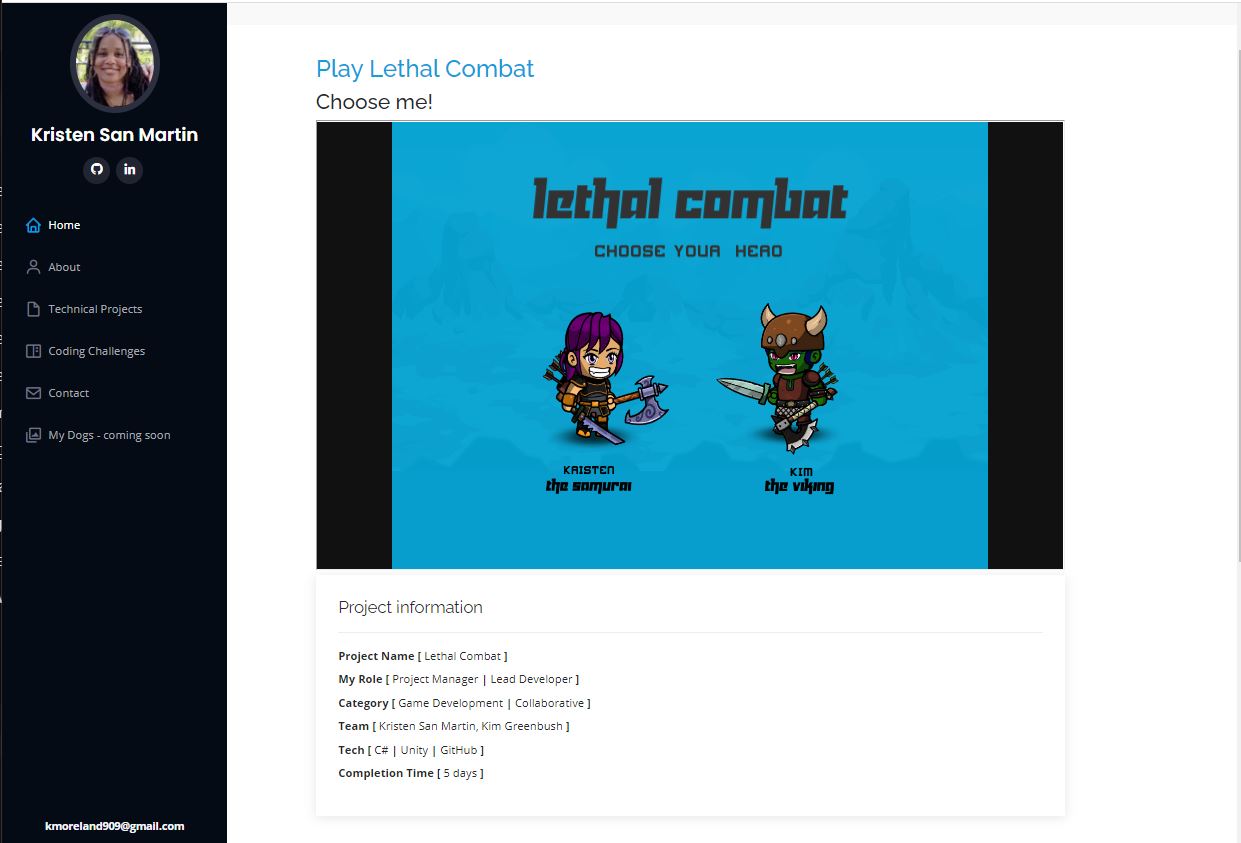 Kristen San Martin
Home
About
Technical Projects
Coding Challenges
Contact
My Dogs - coming soon
kmoreland909@gmail.com
Play Lethal Combat
Choose me!
lethal combat
CHOOSE YOUR HERO
KRISTEN
the samurai
KIM
the viking
Project information
Project Name [ Lethal Combat ]
My Role [ Project Manager | Lead Developer ]
Category [ Game Development | Collaborative ]
Team [ Kristen San Martin, Kim Greenbush ]
Tech [ C# | Unity | GitHub ]
Completion Time [ 5 days ]